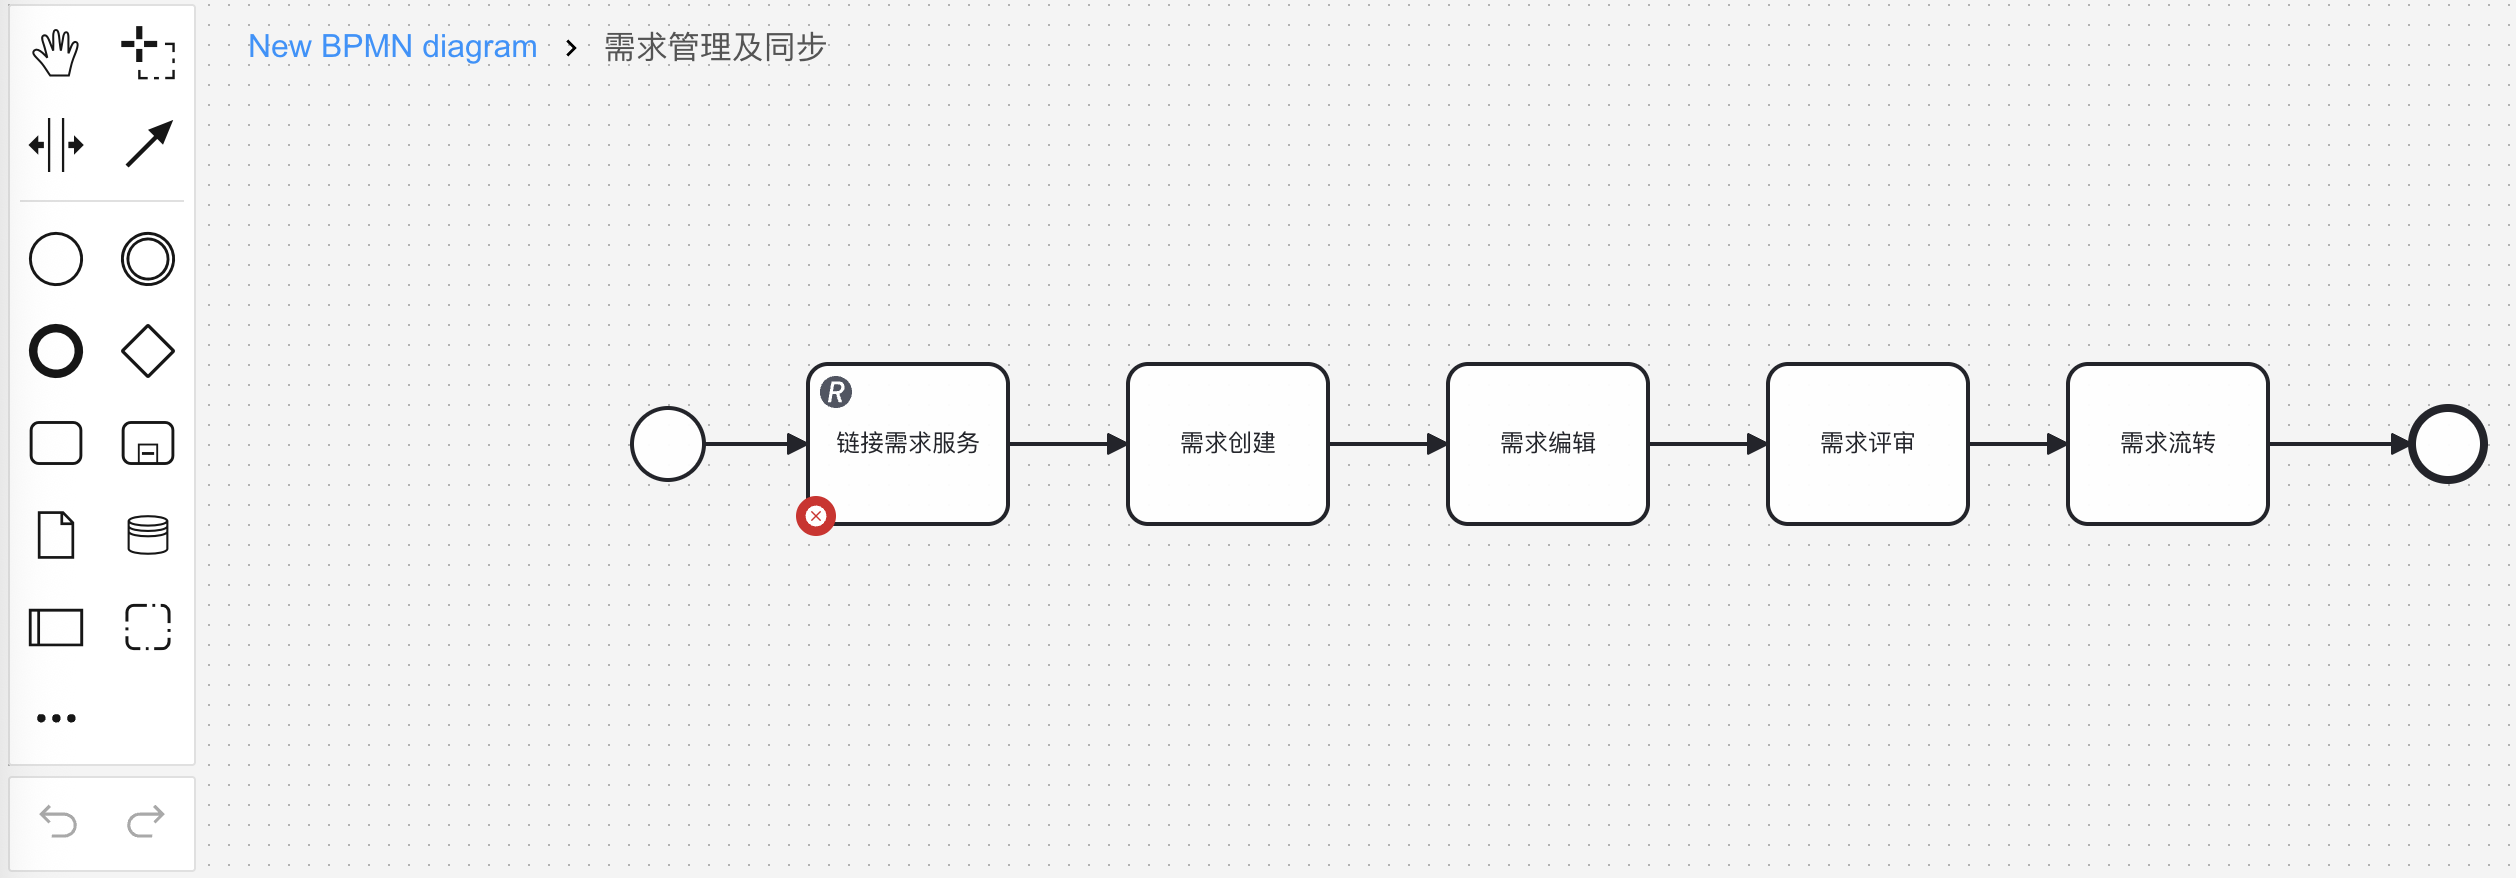 New BPMN diagram > 需求管理及同步
R
链接需求服务
需求创建
需求编辑
需求评审
需求流转